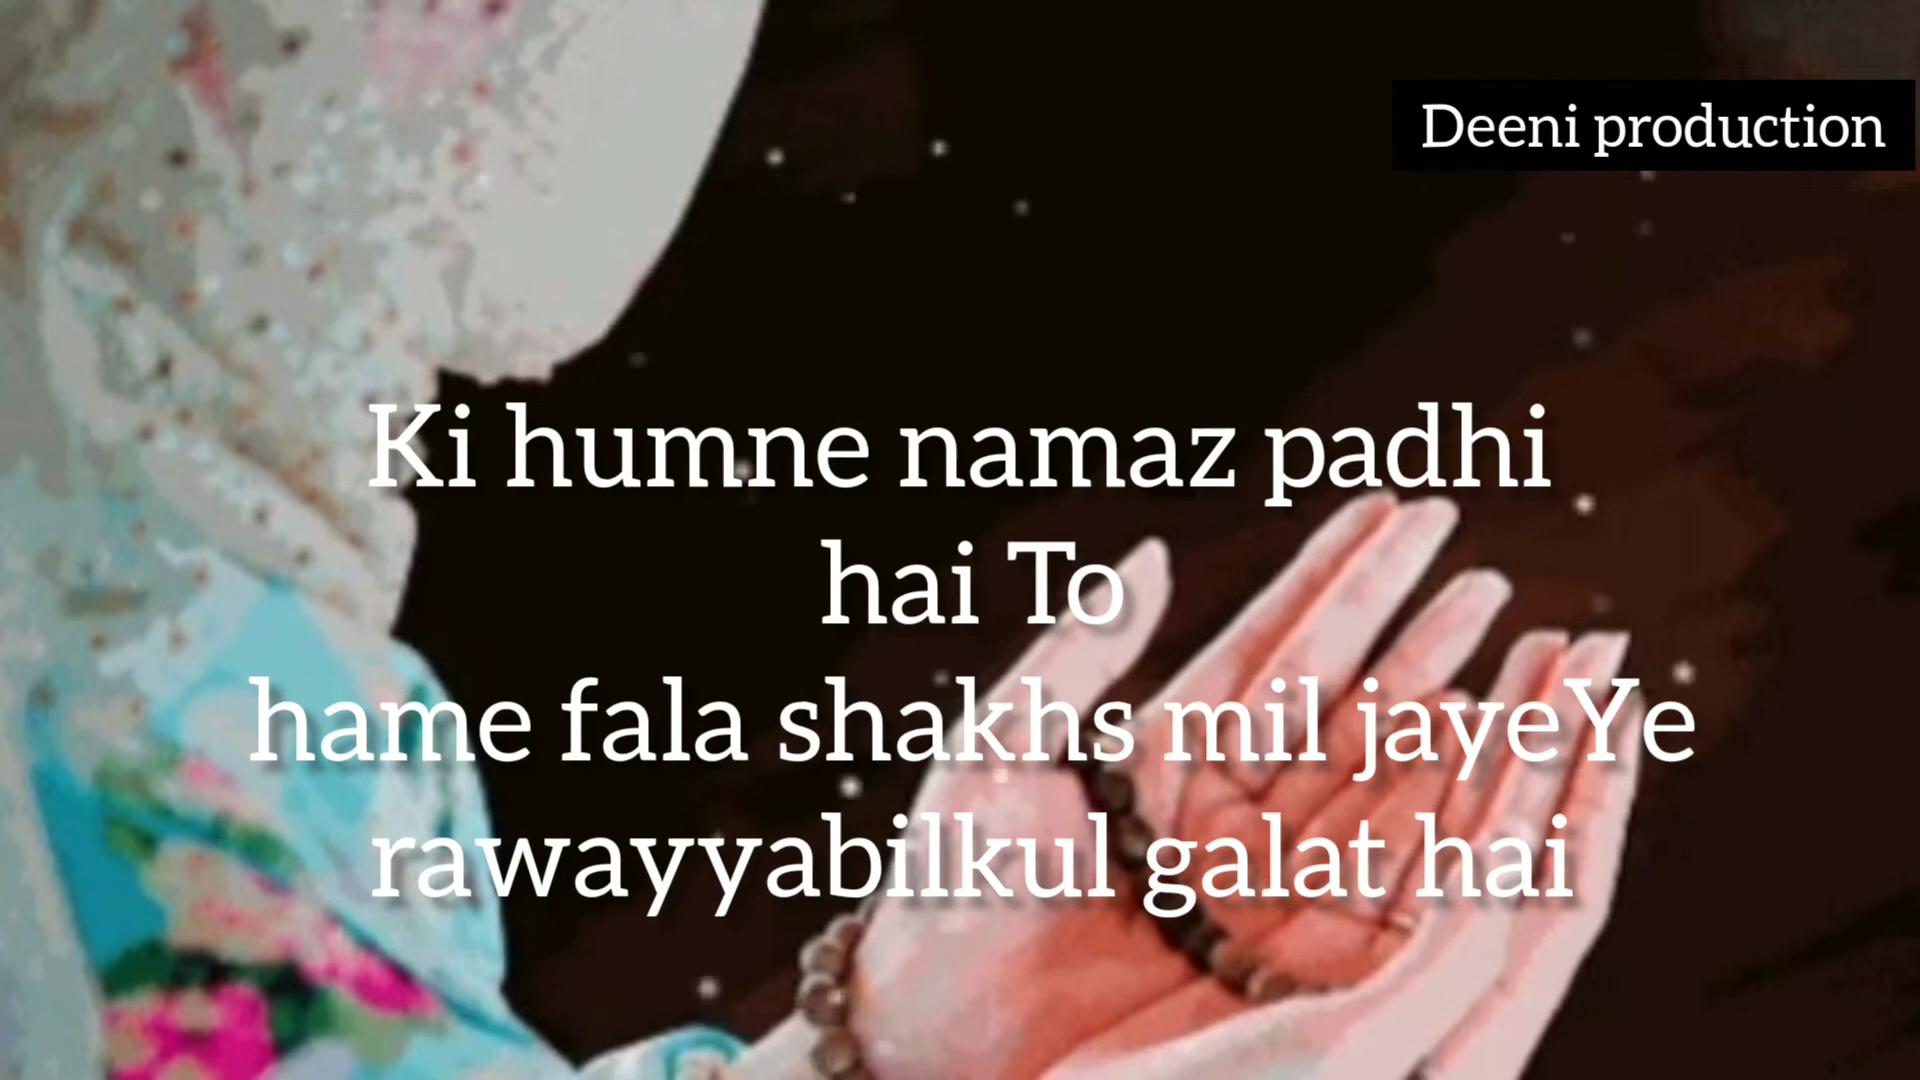 Deeni production
Ki humne namaz padhi
hai To
hame fala shakhs mil jayeYe
rawayyabilkul galat hai